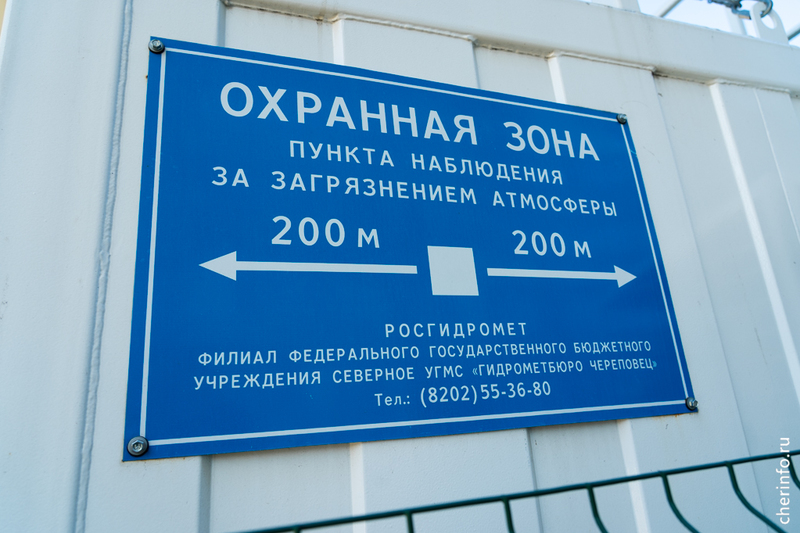 ОХРАННАЯ ЗОНА
ПУНКТА НАБЛЮДЕНИЯ
ЗА ЗАГРЯЗНЕНИЕМ АТМОСФЕРЫ
200 м 200 м
РОСГИДРОМЕТ
ФИЛИАЛ ФЕДЕРАЛЬНОГО ГОСУДАРСТВЕННОГО БЮДЖЕТНОГО
УЧРЕЖДЕНИЯ СЕВЕРНОЕ УГМС «ГИДРОМЕТБЮРО ЧЕРЕПОВЕЦ»
Тел.: (8202) 55-36-80
cherinfo.ru